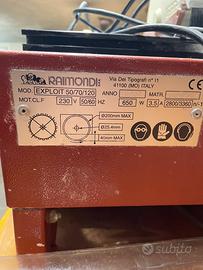 RAIMONDI
Via Dei Tipografi n° 11
41100 (MO) ITALY
CE
MOD. EXPLOIT 50/70/120 ANNO MATR.
MOT.CL.F 230 V 50/60 Hz 650 W 3,5 A 2800/3360
Ø200mm MAX
Ø25.4mm
40mm MAX
subito